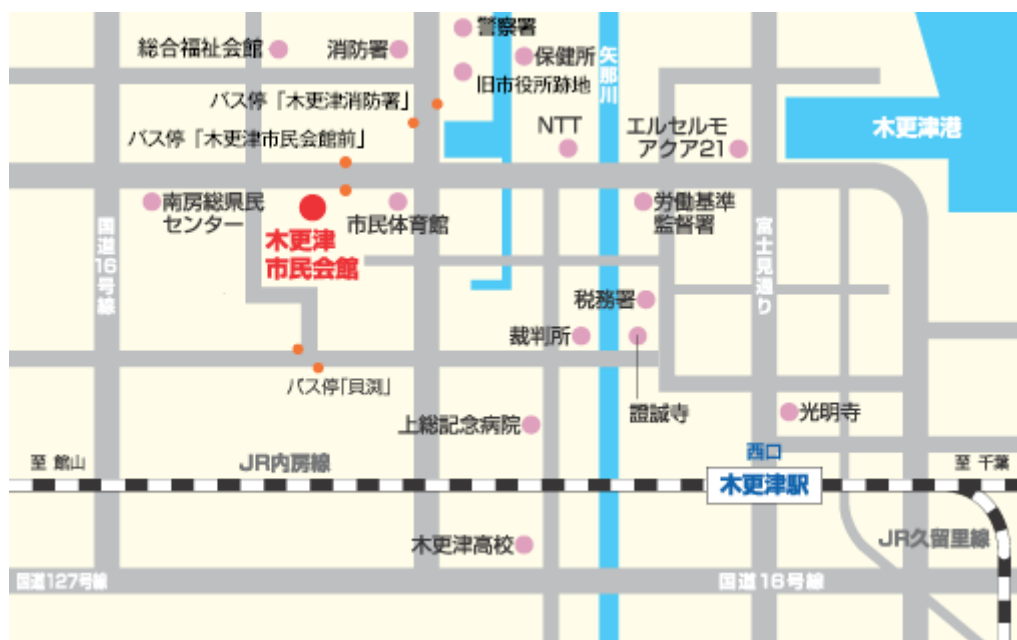 警察署
総合福祉会館
消防署
保健所
旧市役所跡地
矢那川
バス停「木更津消防署」
バス停「木更津市民会館前」
NTT
エルセルモ
アクア21
木更津港
南房総県民
センター
木更津
市民会館
市民体育館
労働基準
監督署
国道16号線
富士見通り
税務署
裁判所
バス停「貝渕」
證誠寺
光明寺
上総記念病院
至 館山
JR内房線
西口
木更津駅
至 千葉
木更津高校
JR久留里線
国道127号線
国道16号線